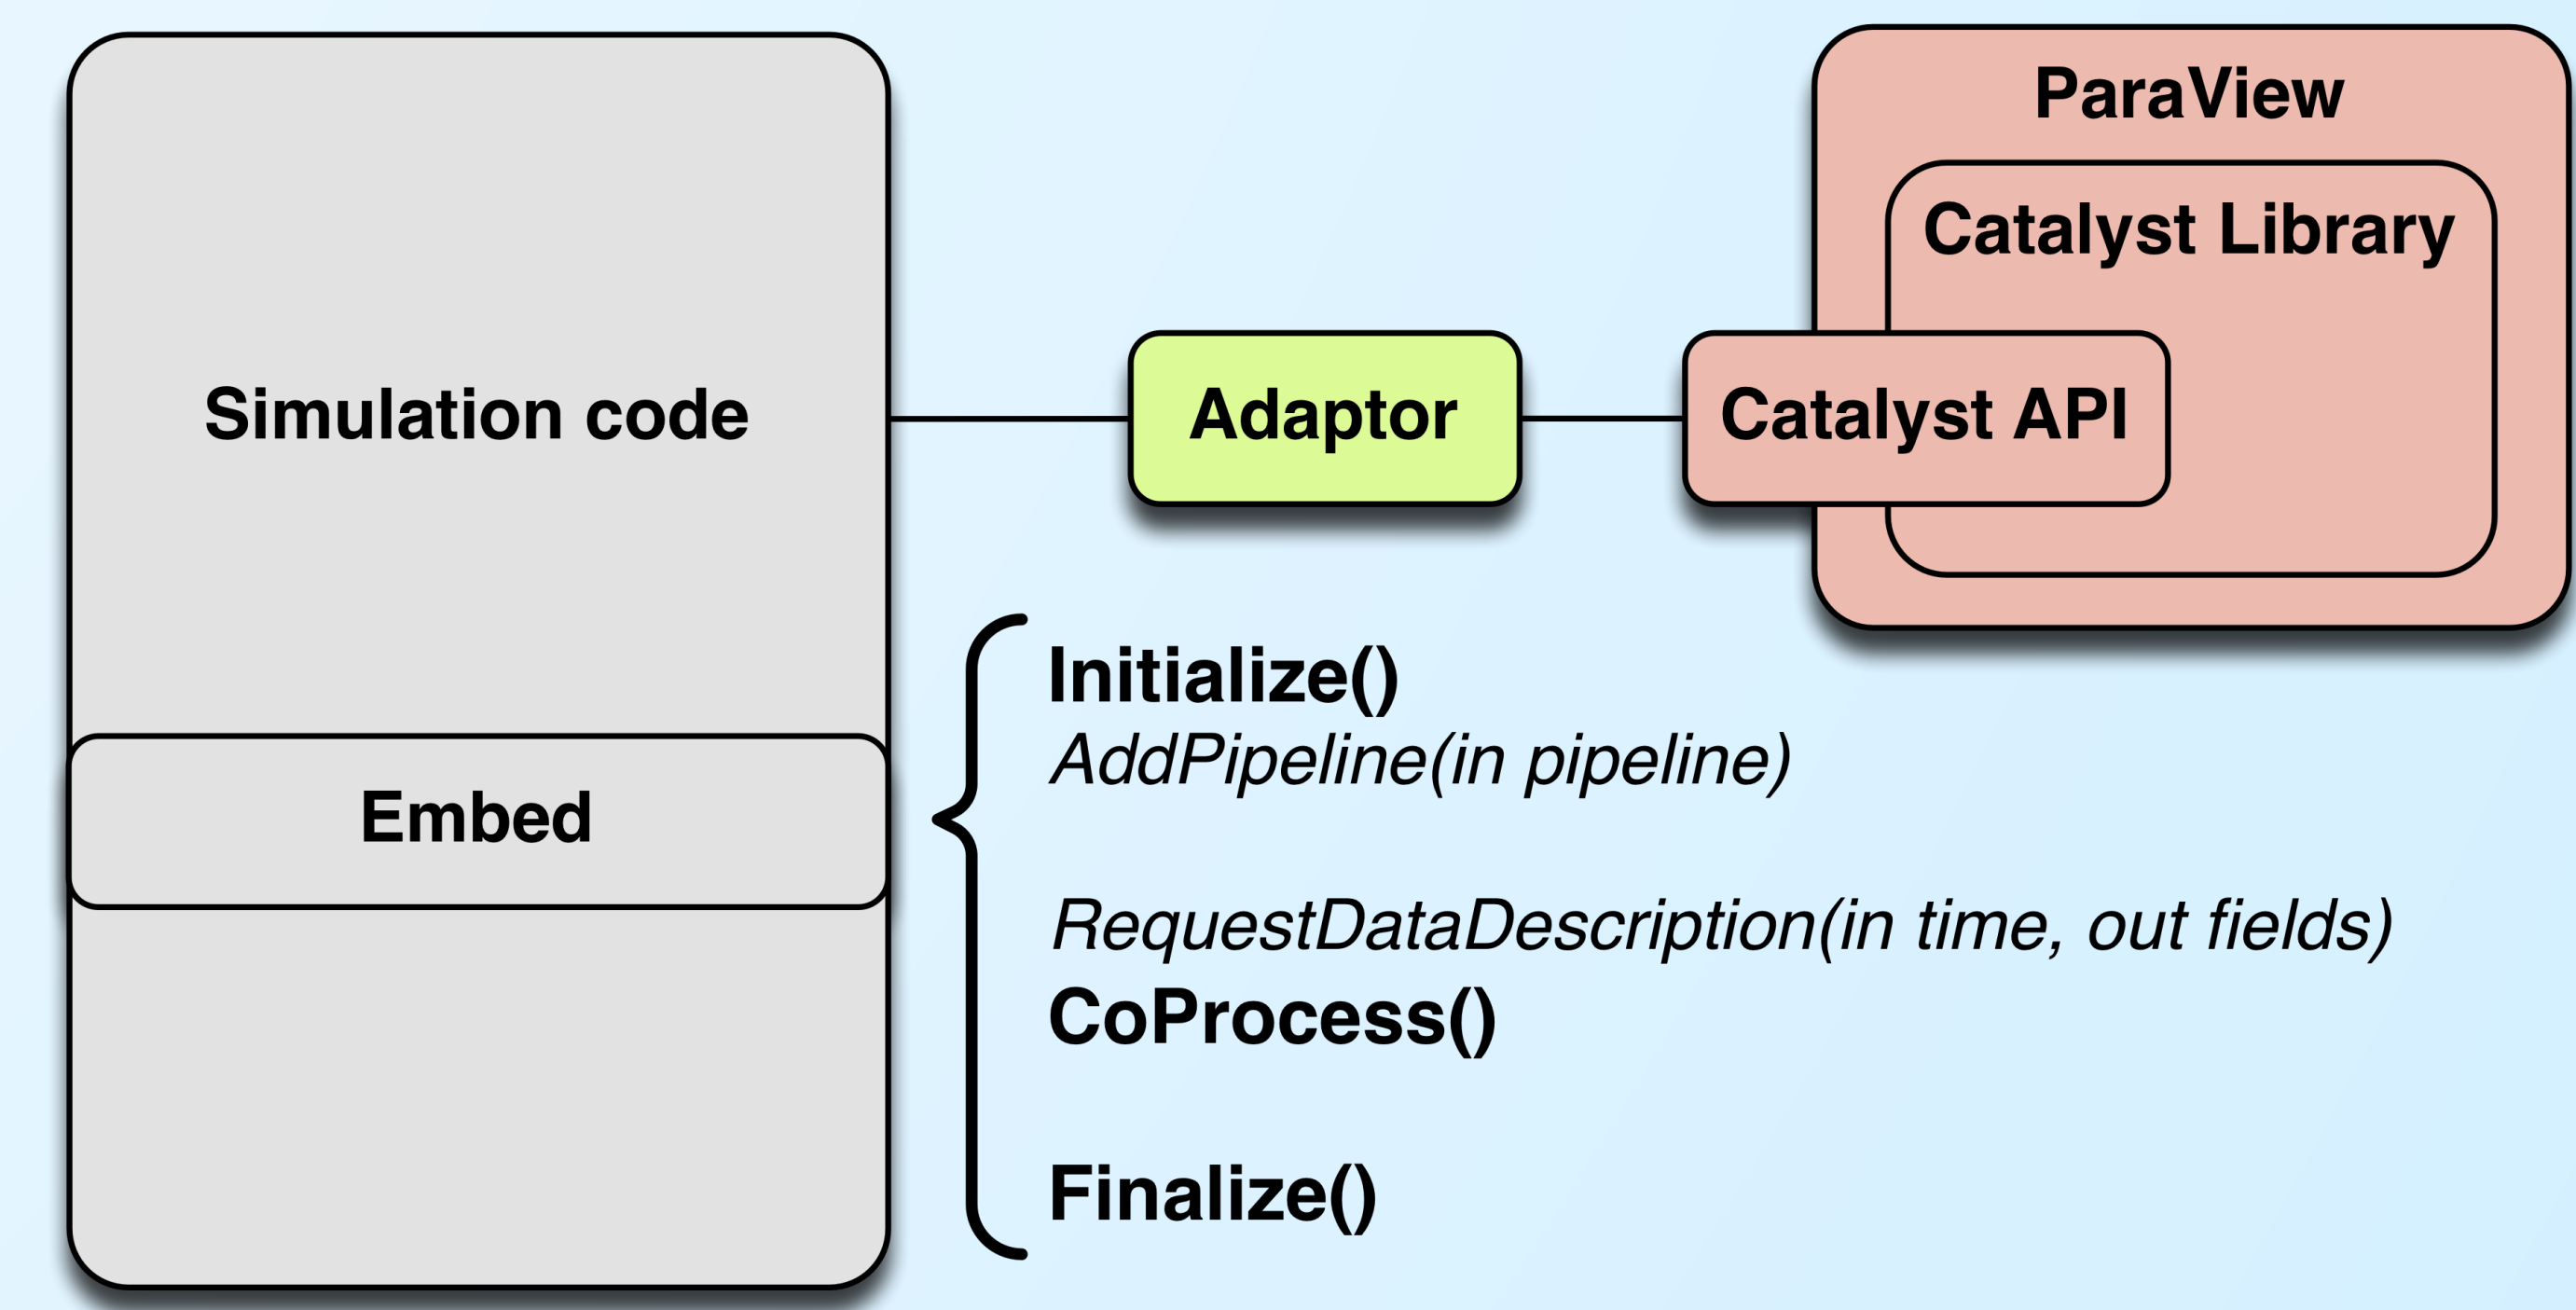 ParaView
Catalyst Library
Simulation code
Adaptor
Catalyst API
Embed
Initialize()
AddPipeline(in pipeline)
RequestDataDescription(in time, out fields)
CoProcess()
Finalize()